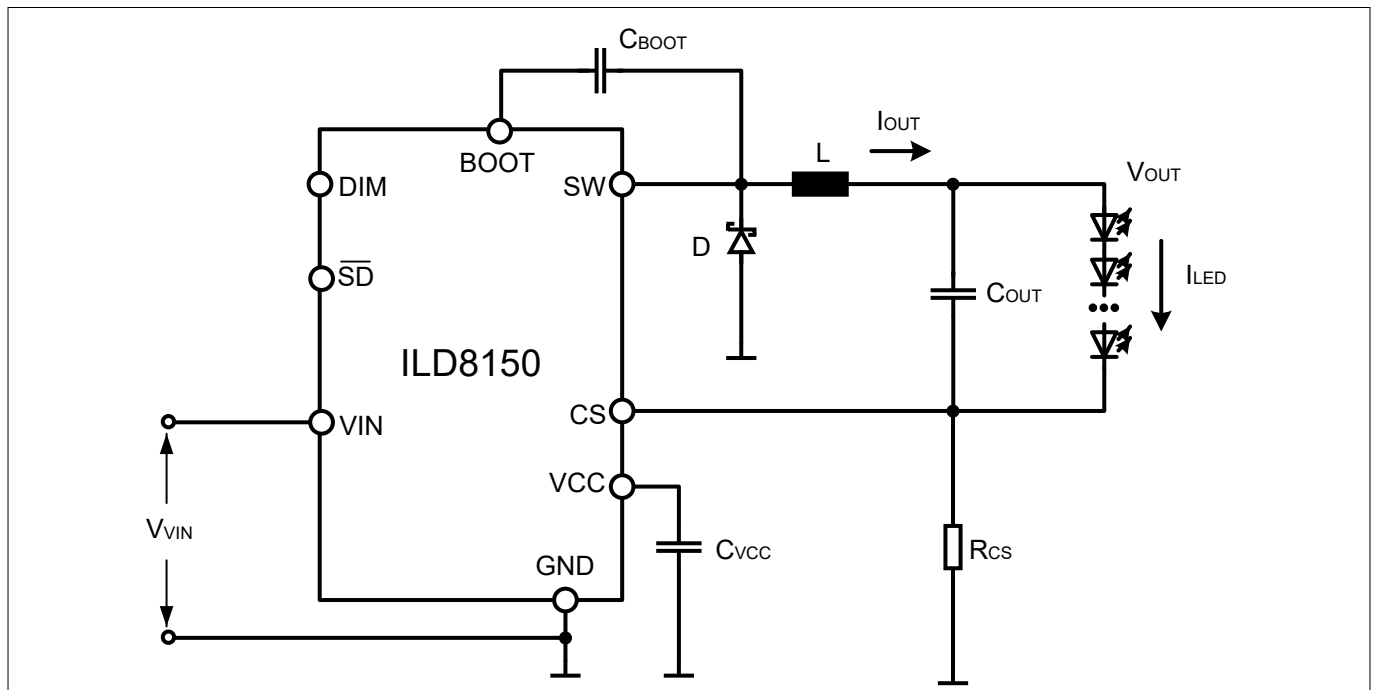 CBOOT
IOUT
BOOT
L
DIM
SW
VOUT
D
SD
COUT
ILED
ILD8150
VIN
CS
VCC
VVIN
CVCC
RCS
GND